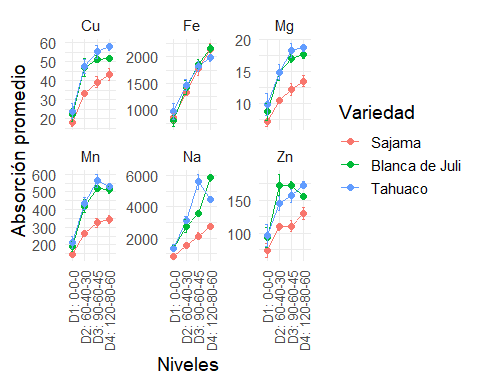 Cu Fe Mg
60
50
40
30
20
2000
1500
1000
20
15
10
Mn Na Zn
600
500
400
300
200
6000
4000
2000
150
100
Absorción promedio
D1: 0-0-0
D2: 60-40-30
D3: 90-60-45
D4: 120-80-60
D1: 0-0-0
D2: 60-40-30
D3: 90-60-45
D4: 120-80-60
D1: 0-0-0
D2: 60-40-30
D3: 90-60-45
D4: 120-80-60
Niveles
Variedad
Sajama
Blanca de Juli
Tahuaco